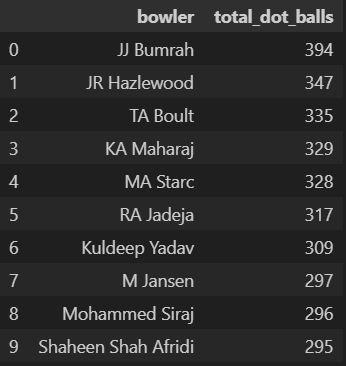 bowler total_dot_balls
0 JJ Bumrah 394
1 JR Hazlewood 347
2 TA Boult 335
3 KA Maharaj 329
4 MA Starc 328
5 RA Jadeja 317
6 Kuldeep Yadav 309
7 M Jansen 297
8 Mohammed Siraj 296
9 Shaheen Shah Afridi 295